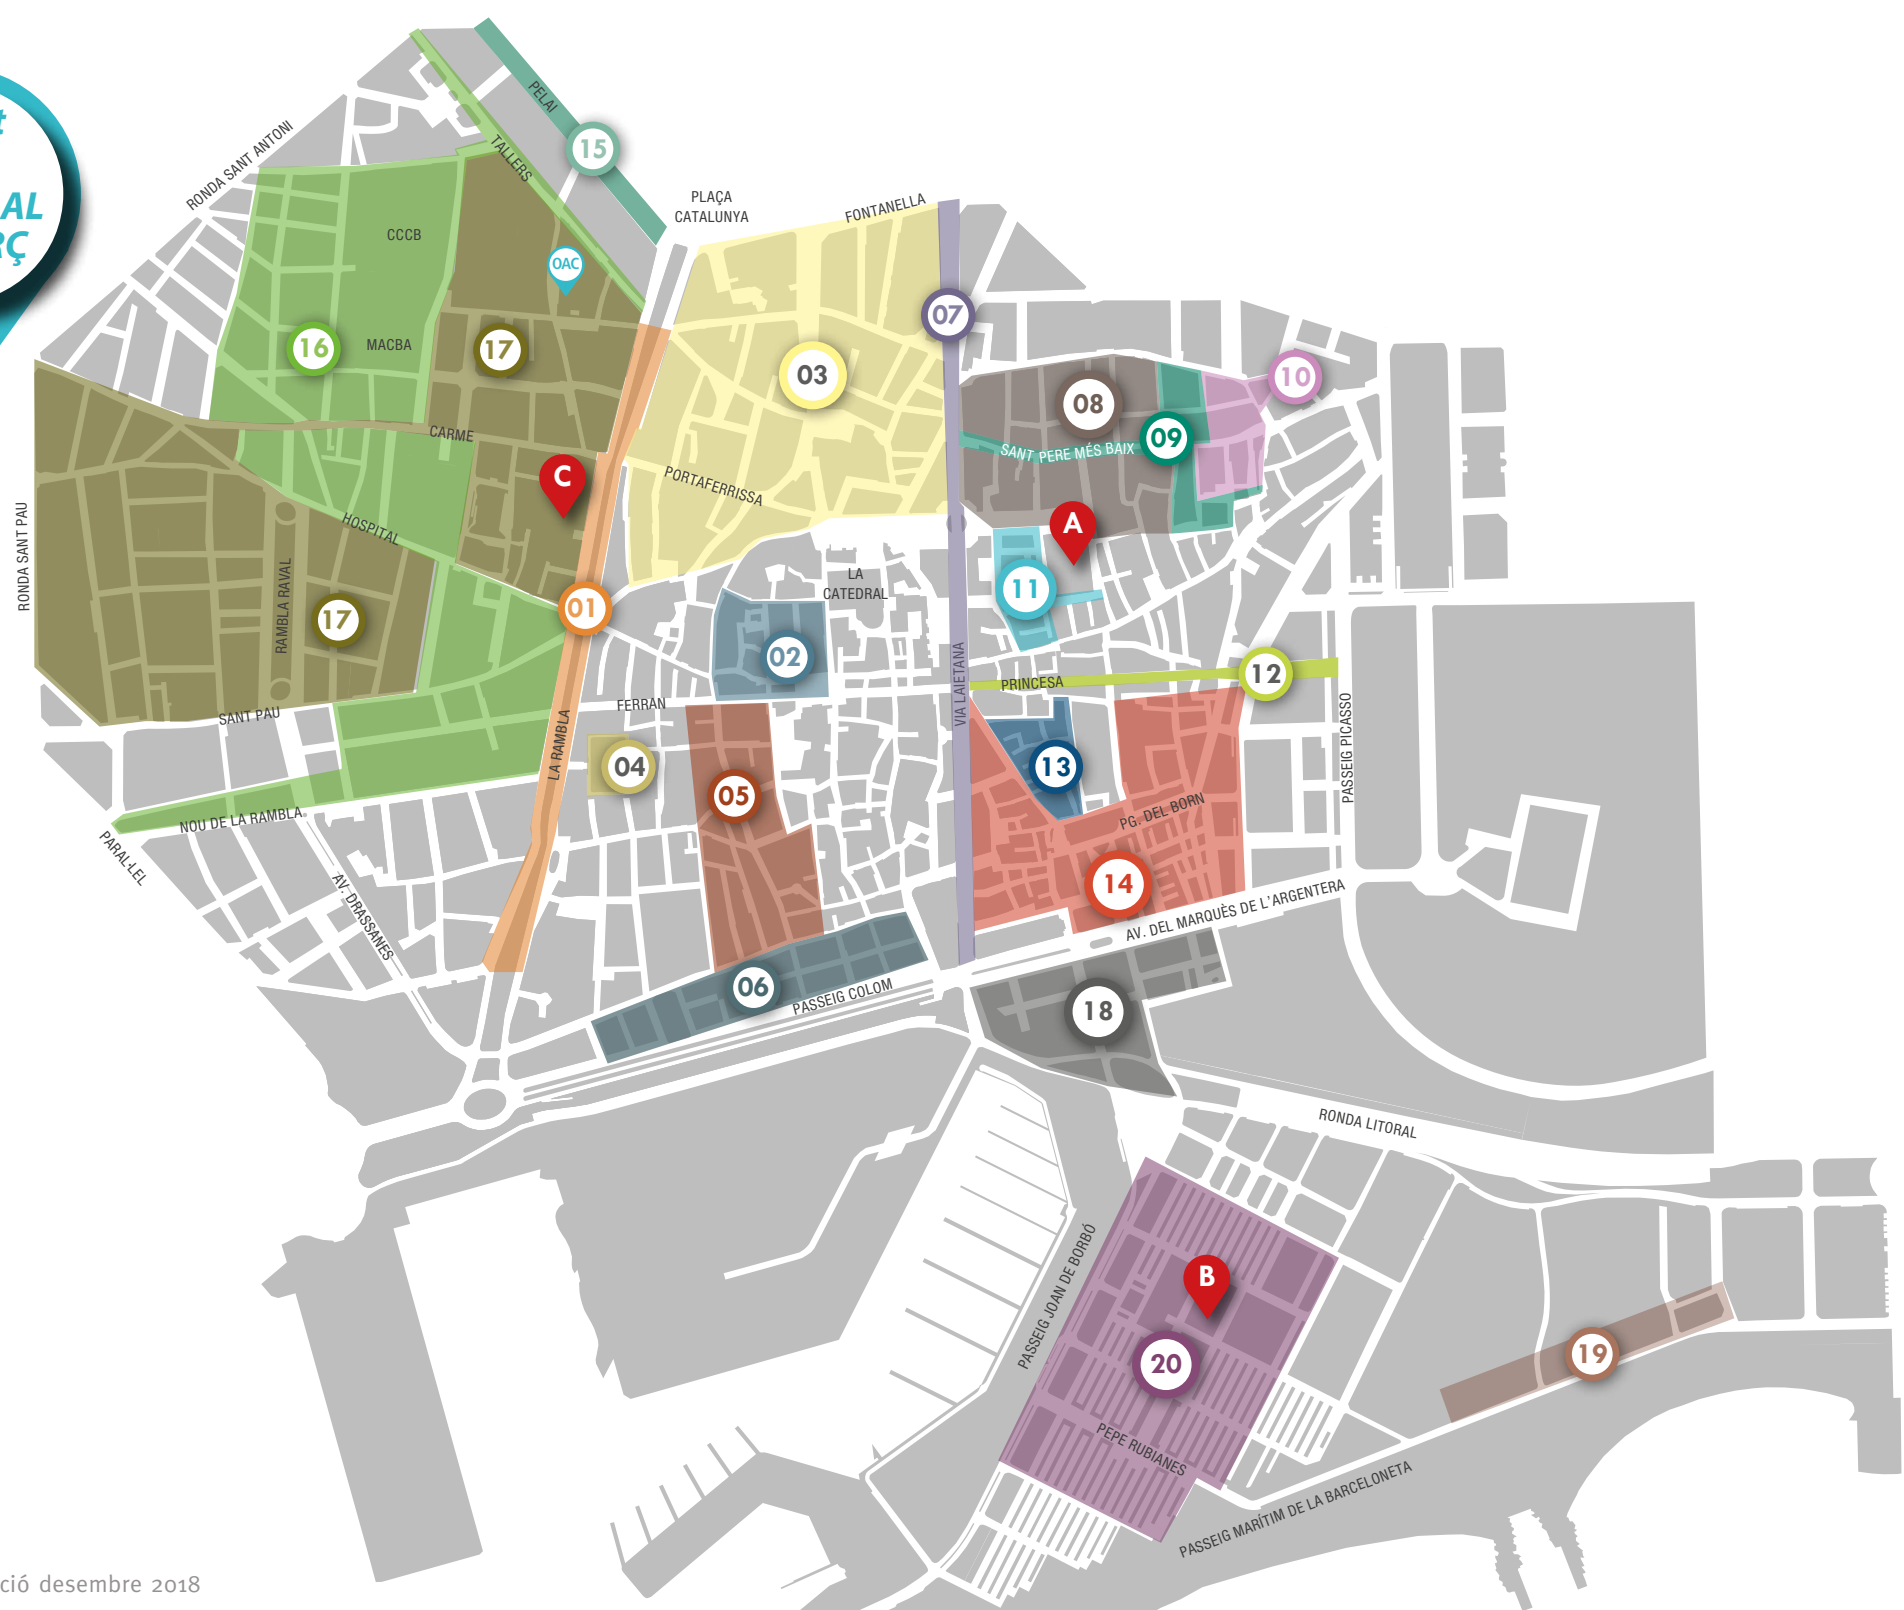 AL
RÇ
PELAI
15
TALLERS
RONDA SANT ANTONI
PLAÇA
CATALUNYA
FONTANELLA
CCCB
OAC
07
16
MACBA
17
03
10
08
CARME
09
SANT PERE MÉS BAIX
C
PORTAFERRISSA
A
HOSPITAL
RONDA SANT PAU
LA
CATEDRAL
11
01
RAMBLA RAVAL
17
02
VIA LAIETANA
12
PRINCESA
FERRAN
SANT PAU
PASSEIG PICASSO
LA RAMBLA
04
13
05
PG. DEL BORN
NOU DE LA RAMBLA
PARAL·LEL
14
AV. DRASSANES
AV. DEL MARQUÈS DE L'ARGENTERA
06
PASSEIG COLOM
18
RONDA LITORAL
PASSEIG JOAN DE BORBÓ
B
20
19
PEPE RUBIANES
PASSEIG MARÍTIM DE LA BARCELONETA
ció desembre 2018